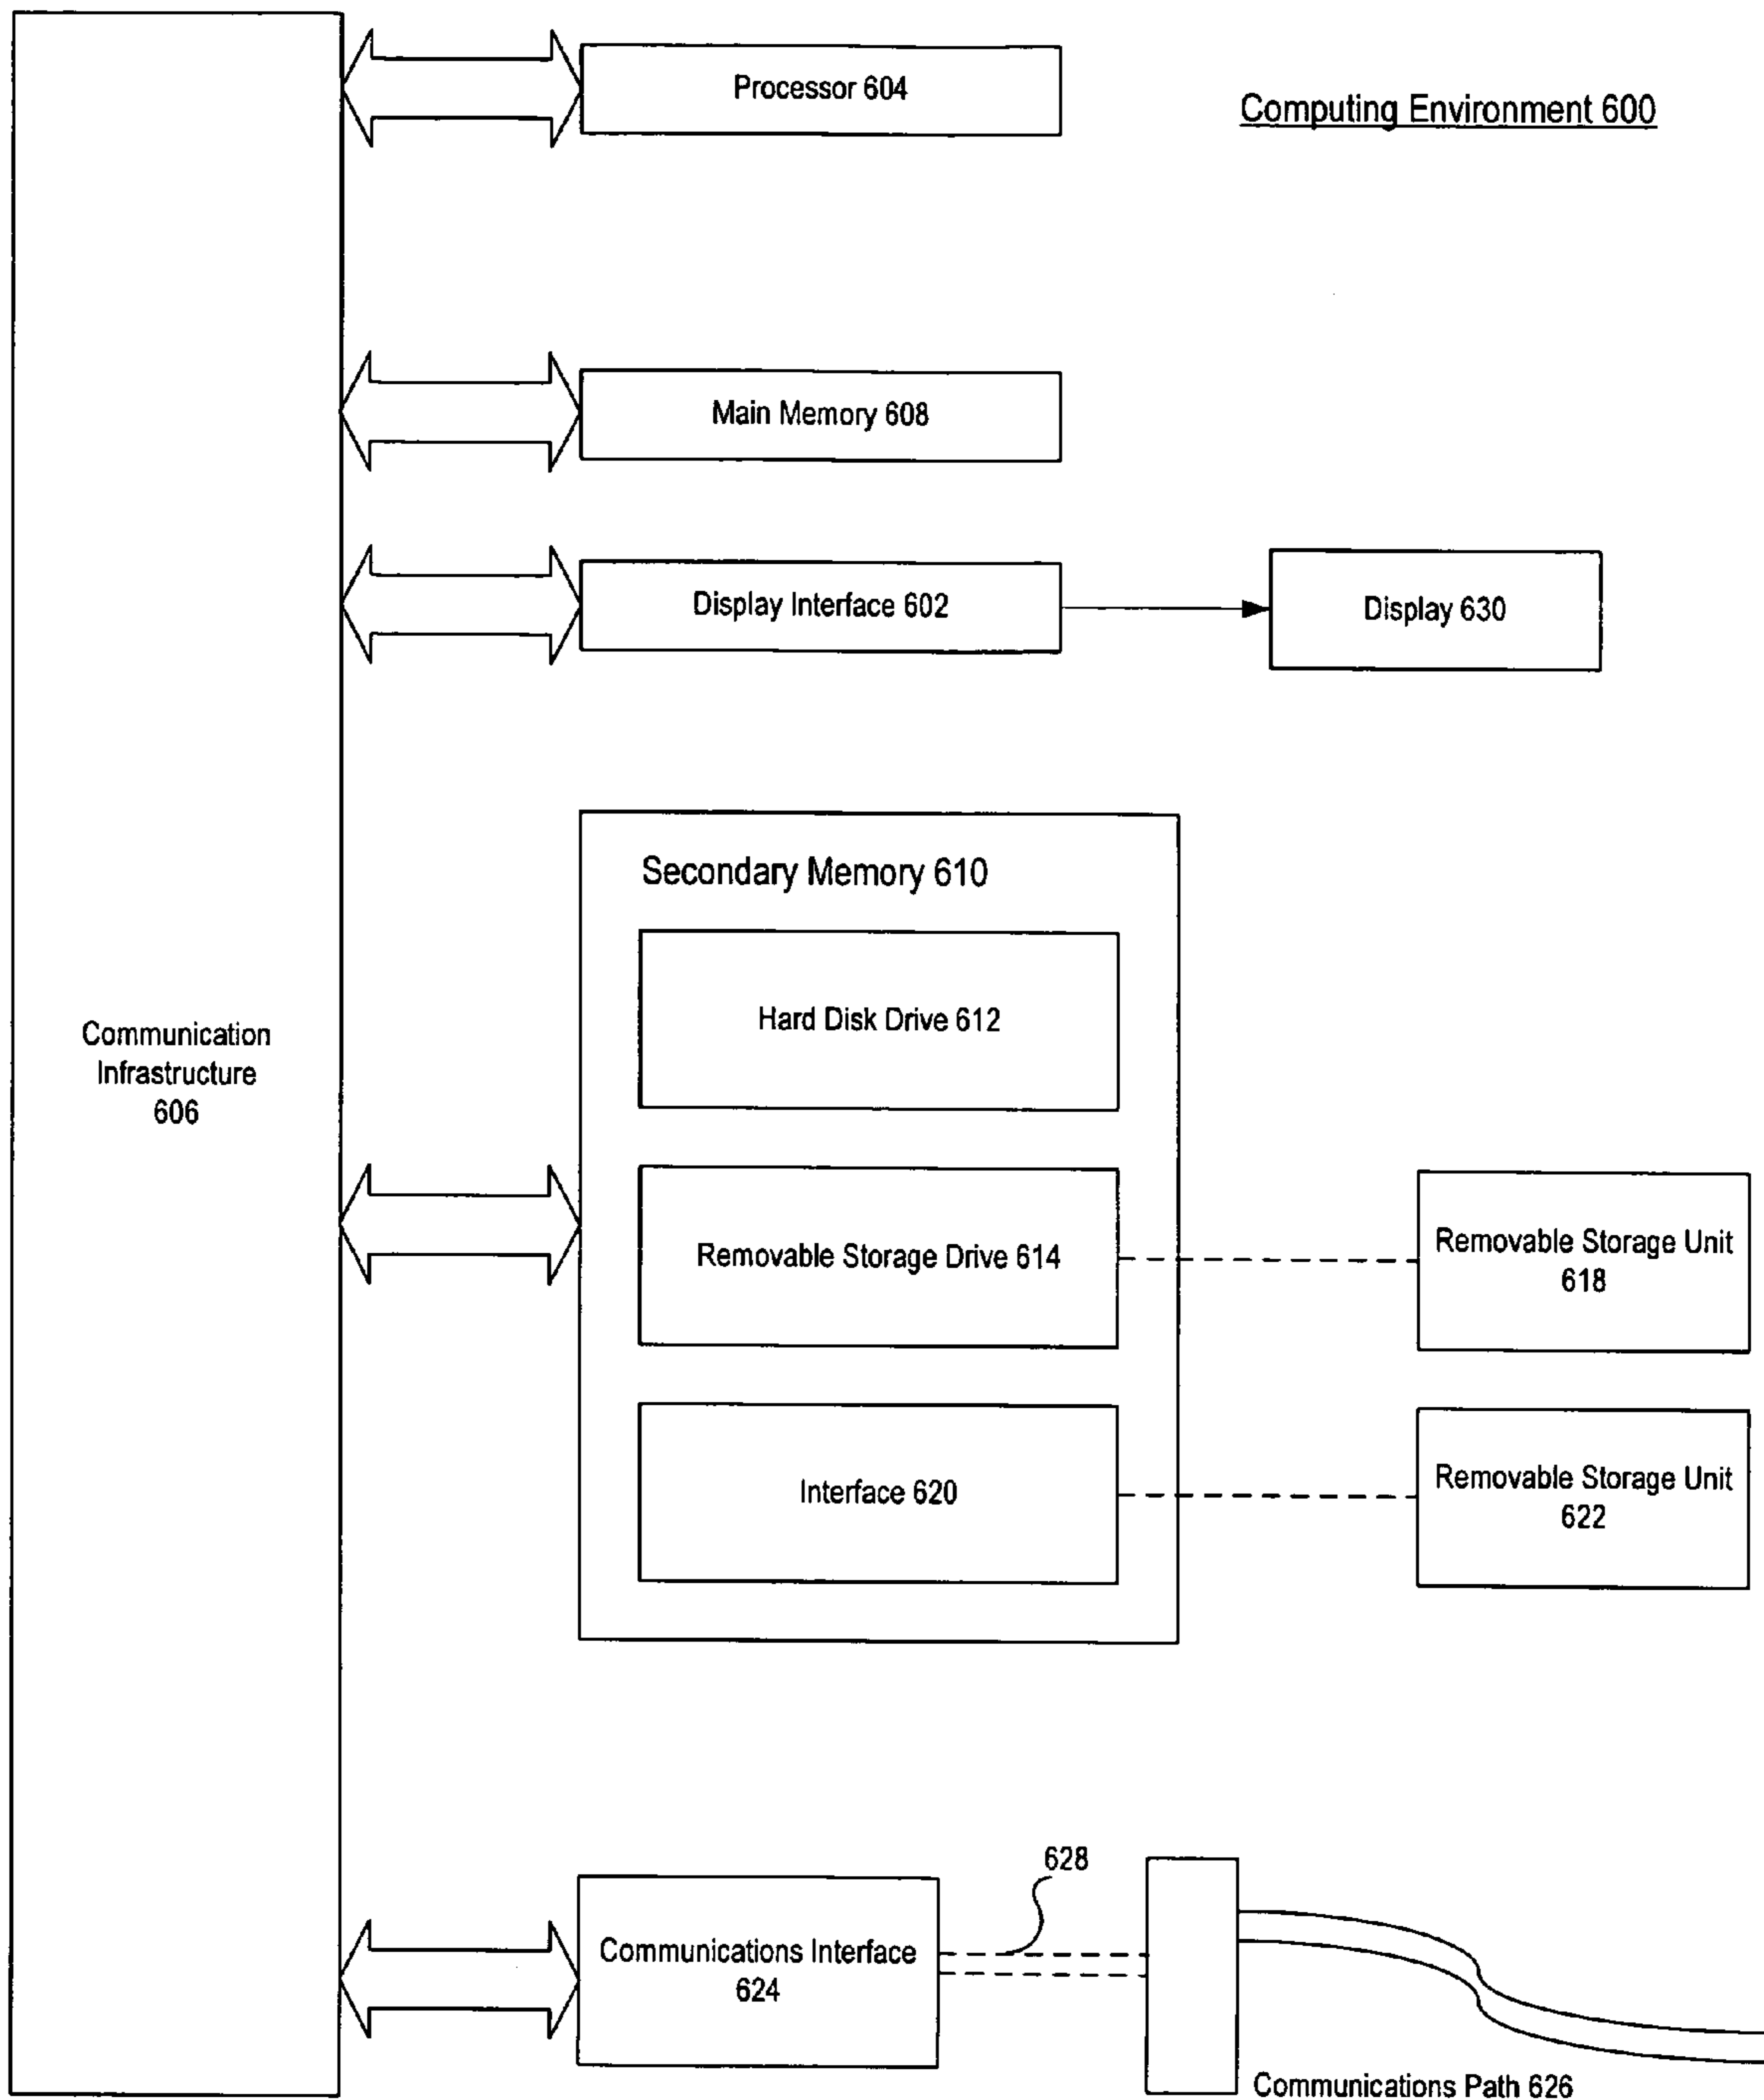 Processor 604
Computing Environment 600
Main Memory 608
Display Interface 602
Display 630
Secondary Memory 610
Hard Disk Drive 612
Communication
Infrastructure
606
Removable Storage Drive 614
Removable Storage Unit
618
Interface 620
Removable Storage Unit
622
628
Communications Interface
624
Communications Path 626